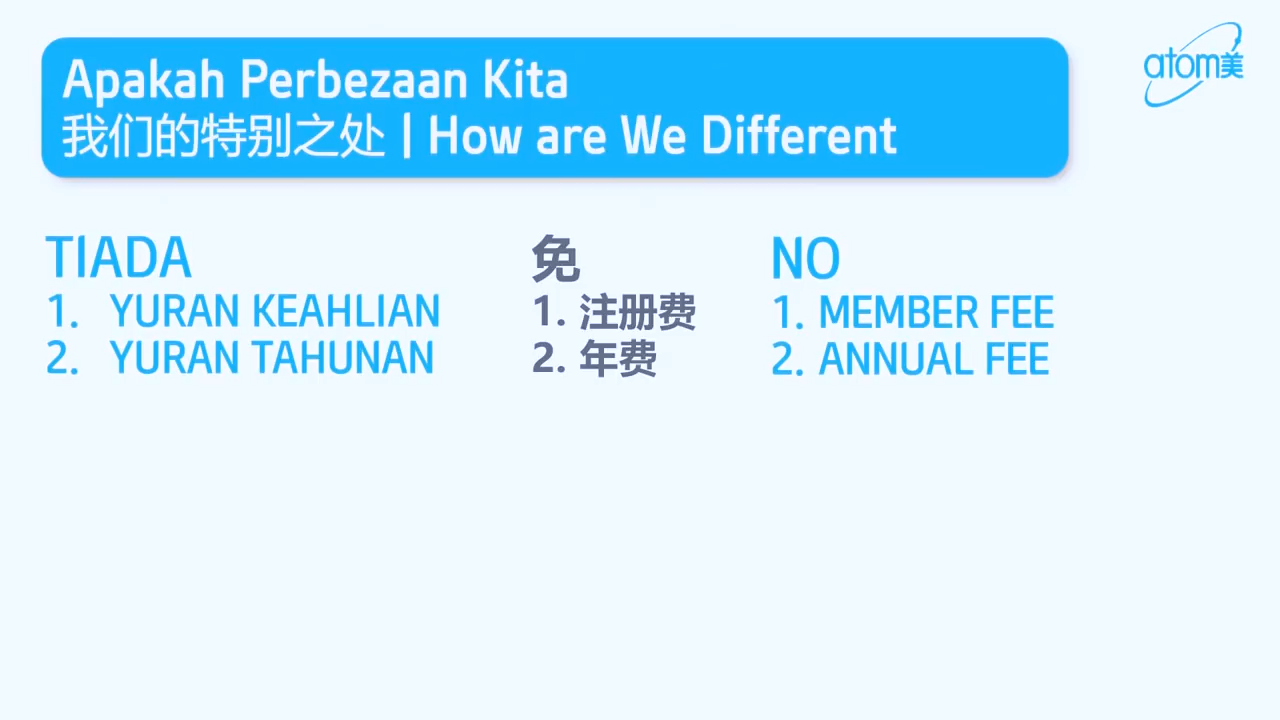 Apakah Perbezaan Kita
我们的特别之处 | How are We Different
atom美
TIADA
1. YURAN KEAHLIAN
2. YURAN TAHUNAN
免
1. 注册费
2. 年费
NO
1. MEMBER FEE
2. ANNUAL FEE